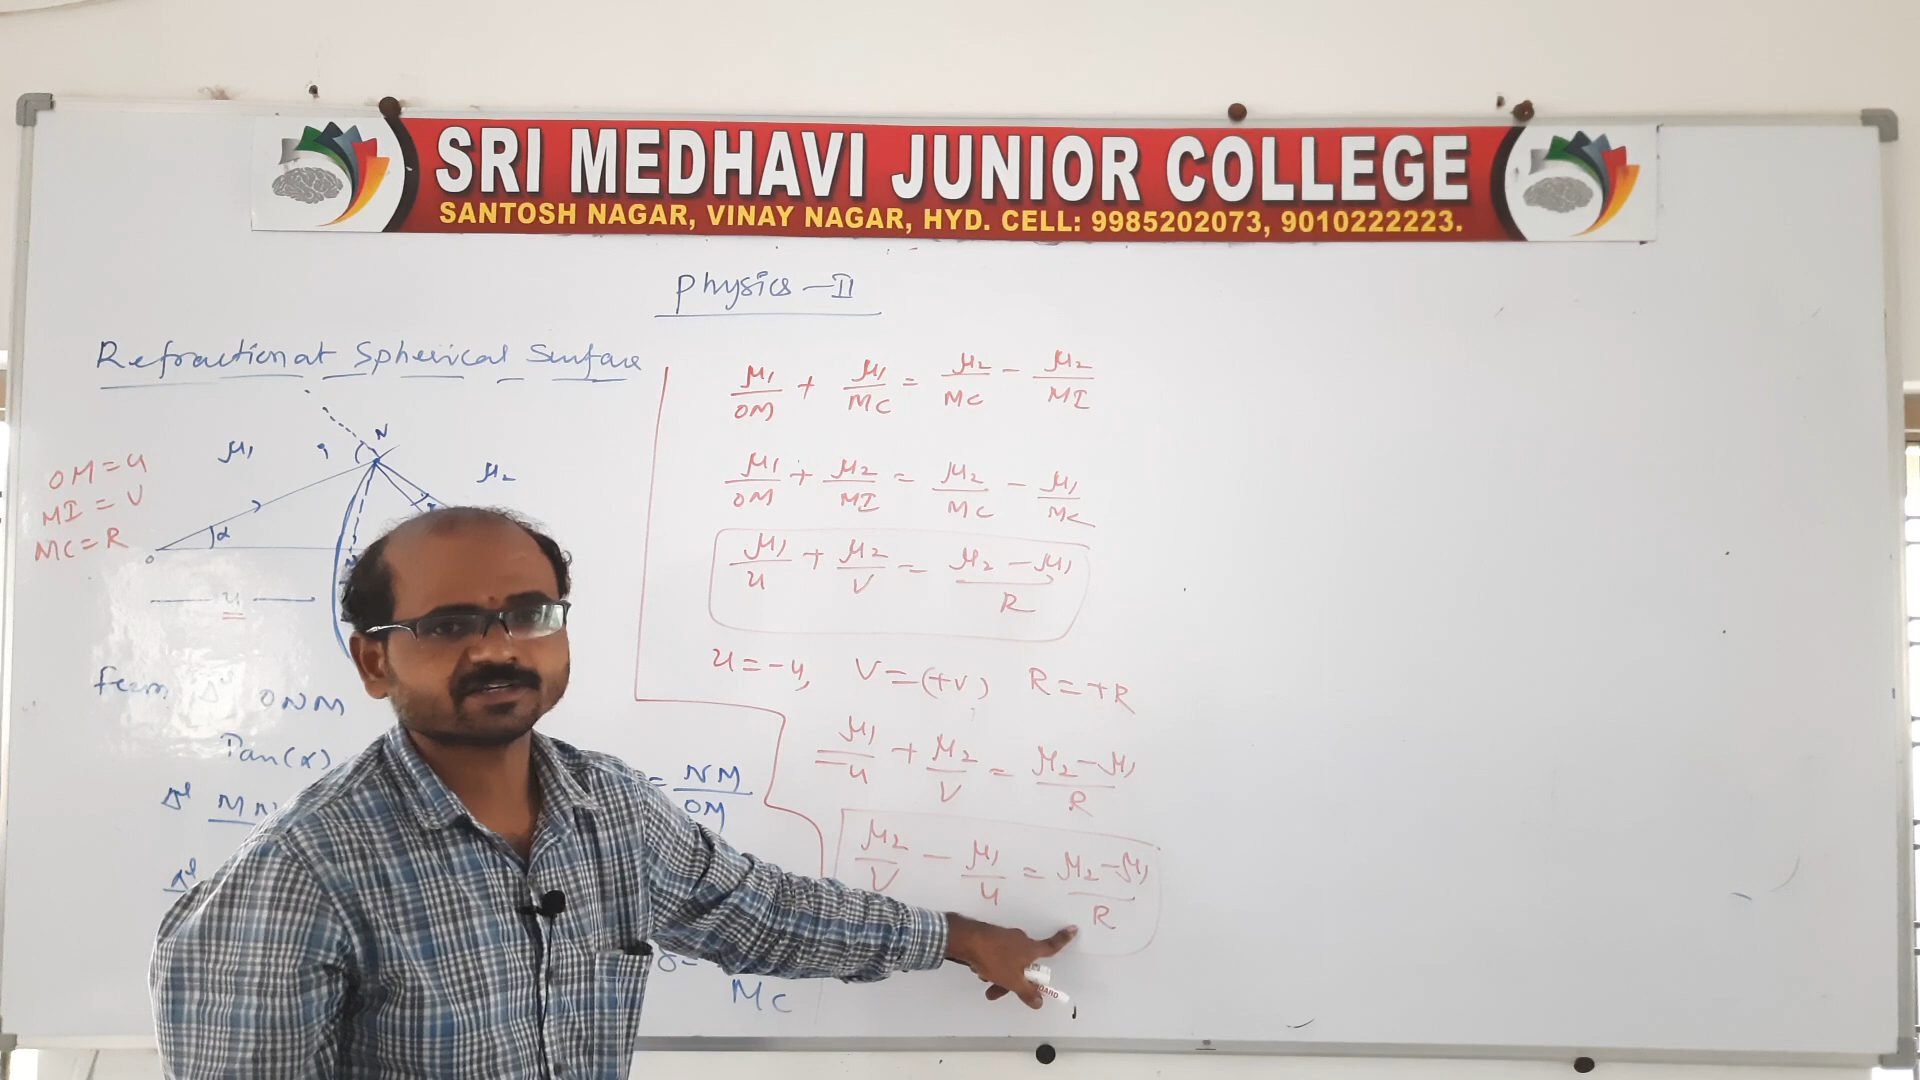 SRI MEDHAVI JUNIOR COLLEGE
SANTOSH NAGAR, VINAY NAGAR, HYD. CELL: 9985202073, 9010222223.
Physics - II
Refraction at Spherical Surface
N
μ1
i
μ2
OM = u
MI = V
MC = R
α
O
u
from Δle ONM
Tan(α)
= NM/OM
Δle
MC
μ1/OM + μ1/MC = μ2/MC - μ2/MI
μ1/OM + μ2/MI = μ2/MC - μ1/MC
μ1/u + μ2/V = μ2 - μ1/R
u = -u, V = (+v) R = +R
μ1/-u + μ2/V = μ2 - μ1/R
μ2/V - μ1/u = μ2 - μ1/R